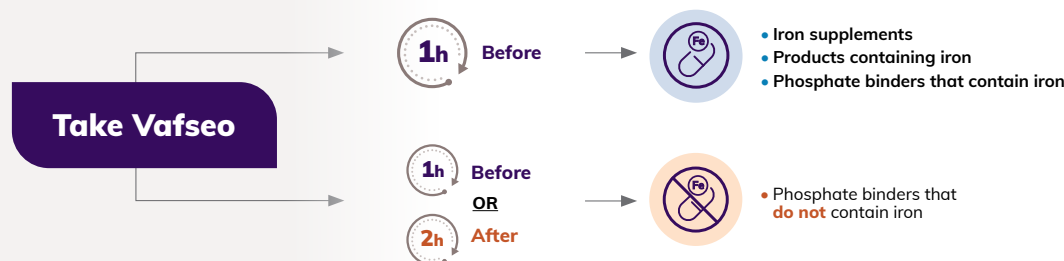 Take Vafseo
1h Before
Fe
• Iron supplements
• Products containing iron
• Phosphate binders that contain iron
1h Before
OR
2h After
Fe
• Phosphate binders that
do not contain iron